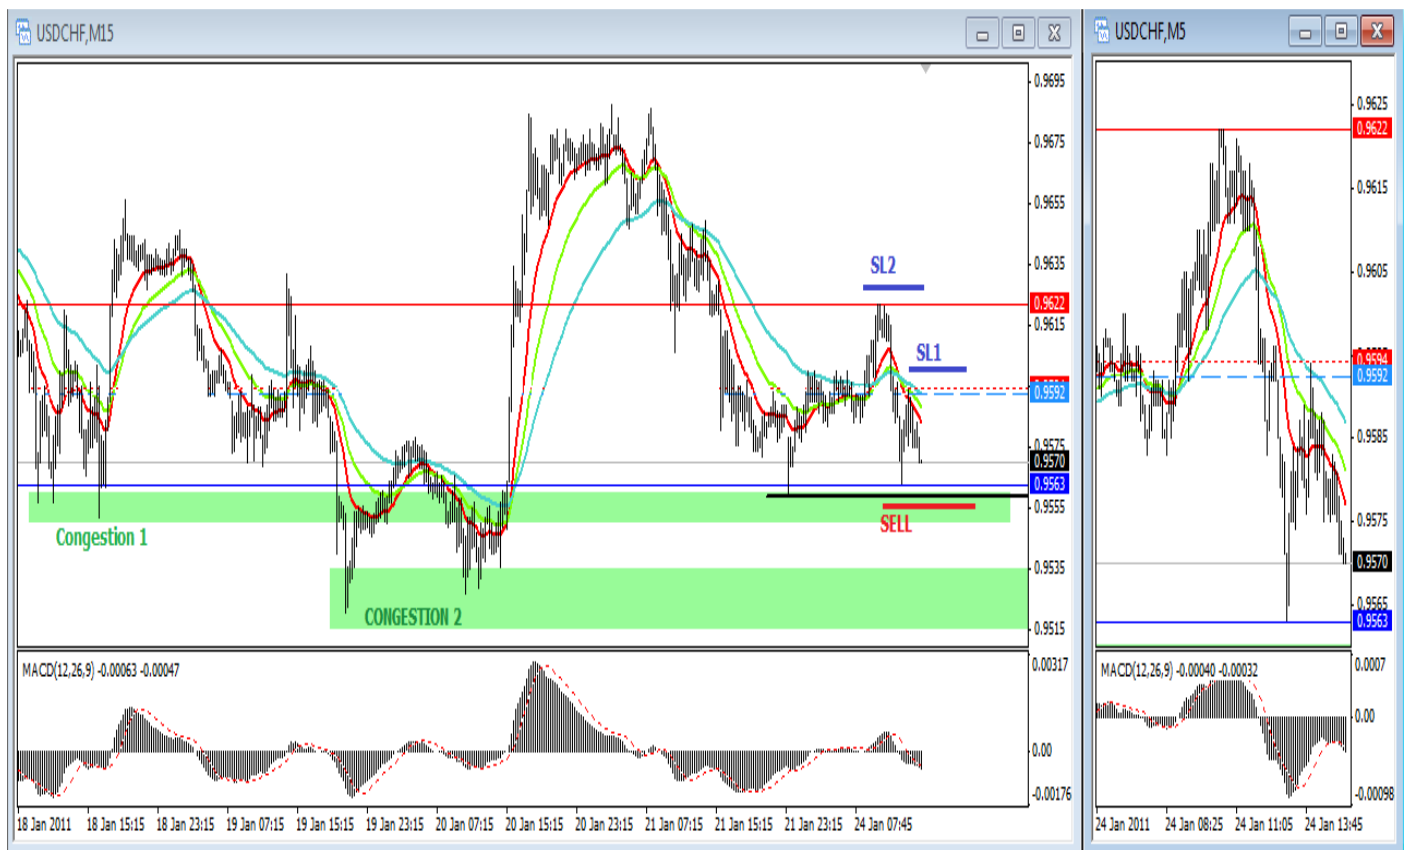 USDCHF,M15
0.9695
0.9675
0.9655
0.9635
0.9622
0.9615
0.9592
0.9575
0.9570
0.9563
0.9555
0.9535
0.9515
SL2
SL1
SELL
Congestion 1
CONGESTION 2
MACD(12,26,9) -0.00063 -0.00047
0.00317
0.00
-0.00176
18 Jan 2011
18 Jan 15:15
18 Jan 23:15
19 Jan 07:15
19 Jan 15:15
19 Jan 23:15
20 Jan 07:15
20 Jan 15:15
20 Jan 23:15
21 Jan 07:15
21 Jan 15:15
21 Jan 23:15
24 Jan 07:45
USDCHF,M5
0.9625
0.9622
0.9615
0.9605
0.9594
0.9592
0.9585
0.9575
0.9570
0.9565
0.9563
MACD(12,26,9) -0.00040 -0.00032
0.0007
0.00
-0.00098
24 Jan 2011
24 Jan 08:25
24 Jan 11:05
24 Jan 13:45